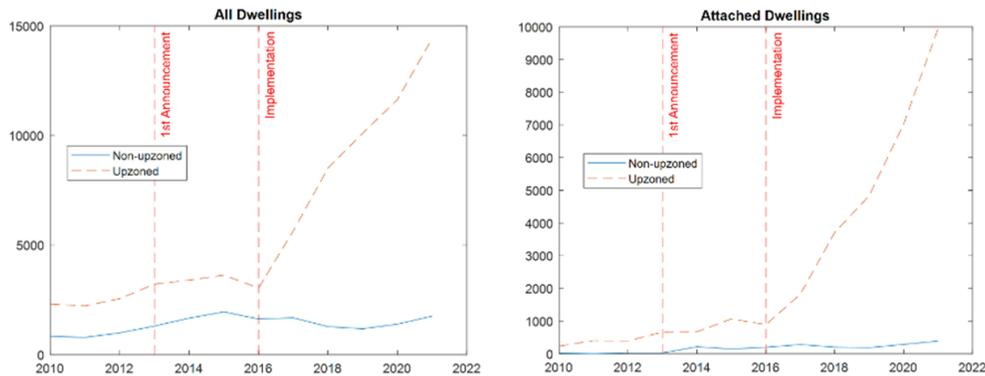 All Dwellings
15000
10000
5000
0
1st Announcement
Implementation
Non-upzoned
Upzoned
2010 2012 2014 2016 2018 2020 2022
Attached Dwellings
10000
9000
8000
7000
6000
5000
4000
3000
2000
1000
0
1st Announcement
Implementation
Non-upzoned
Upzoned
2010 2012 2014 2016 2018 2020 2022